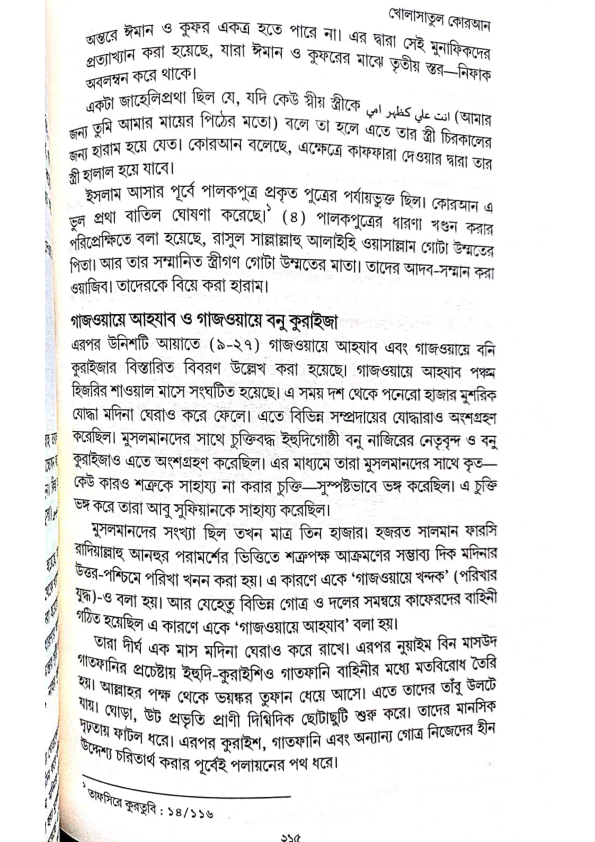 খোলাসাতুল কোরআন
অন্তরে ঈমান ও কুফর একত্র হতে পারে না। এর দ্বারা সেই মুনাফিকদের
প্রত্যাখ্যান করা হয়েছে, যারা ঈমান ও কুফরের মাঝে তৃতীয় স্তর—নিফাক
অবলম্বন করে থাকে।
একটা জাহেলিপ্রথা ছিল যে, যদি কেউ স্বীয় স্ত্রীকে انت علي كظهر امي (আমার
জন্য তুমি আমার মায়ের পিঠের মতো) বলে তা হলে এতে তার স্ত্রী চিরকালের
জন্য হারাম হয়ে যেত। কোরআন বলেছে, এক্ষেত্রে কাফফারা দেওয়ার দ্বারা তার
স্ত্রী হালাল হয়ে যাবে।
ইসলাম আসার পূর্বে পালকপুত্র প্রকৃত পুত্রের পর্যায়ভুক্ত ছিল। কোরআন এ
ভুল প্রথা বাতিল ঘোষণা করেছে।১ (৪) পালকপুত্রের ধারণা খণ্ডন করার
পরিপ্রেক্ষিতে বলা হয়েছে, রাসুল সাল্লাল্লাহু আলাইহি ওয়াসাল্লাম গোটা উম্মতের
পিতা। আর তার সম্মানিত স্ত্রীগণ গোটা উম্মতের মাতা। তাদের আদব-সম্মান করা
ওয়াজিব। তাদেরকে বিয়ে করা হারাম।
গাজওয়ায়ে আহযাব ও গাজওয়ায়ে বনু কুরাইজা
এরপর উনিশটি আয়াতে (৯-২৭) গাজওয়ায়ে আহযাব এবং গাজওয়ায়ে বনি
কুরাইজার বিস্তারিত বিবরণ উল্লেখ করা হয়েছে। গাজওয়ায়ে আহযাব পঞ্চম
হিজরির শাওয়াল মাসে সংঘটিত হয়েছে। এ সময় দশ থেকে পনেরো হাজার মুশরিক
যোদ্ধা মদিনা ঘেরাও করে ফেলে। এতে বিভিন্ন সম্প্রদায়ের যোদ্ধারাও অংশগ্রহণ
করেছিল। মুসলমানদের সাথে চুক্তিবদ্ধ ইহুদিগোষ্ঠী বনু নাজিরের নেতৃবৃন্দ ও বনু
কুরাইজাও এতে অংশগ্রহণ করেছিল। এর মাধ্যমে তারা মুসলমানদের সাথে কৃত—
কেউ কারও শত্রুকে সাহায্য না করার চুক্তি—সুস্পষ্টভাবে ভঙ্গ করেছিল। এ চুক্তি
ভঙ্গ করে তারা আবু সুফিয়ানকে সাহায্য করেছিল।
মুসলমানদের সংখ্যা ছিল তখন মাত্র তিন হাজার। হজরত সালমান ফারসি
রাদিয়াল্লাহু আনহুর পরামর্শের ভিত্তিতে শত্রুপক্ষ আক্রমণের সম্ভাব্য দিক মদিনার
উত্তর-পশ্চিমে পরিখা খনন করা হয়। এ কারণে একে ‘গাজওয়ায়ে খন্দক’ (পরিখার
যুদ্ধ)-ও বলা হয়। আর যেহেতু বিভিন্ন গোত্র ও দলের সমন্বয়ে কাফেরদের বাহিনী
গঠিত হয়েছিল এ কারণে একে ‘গাজওয়ায়ে আহযাব’ বলা হয়।
তারা দীর্ঘ এক মাস মদিনা ঘেরাও করে রাখে। এরপর নুয়াইম বিন মাসউদ
গাতফানির প্রচেষ্টায় ইহুদি-কুরাইশিও গাতফানি বাহিনীর মধ্যে মতবিরোধ তৈরি
হয়। আল্লাহর পক্ষ থেকে ভয়ঙ্কর তুফান ধেয়ে আসে। এতে তাদের তাঁবু উলটে
যায়। ঘোড়া, উট প্রভৃতি প্রাণী দিগ্বিদিক ছোটাছুটি শুরু করে। তাদের মানসিক
দৃঢ়তায় ফাটল ধরে। এরপর কুরাইশ, গাতফানি এবং অন্যান্য গোত্র নিজেদের হীন
উদ্দেশ্য চরিতার্থ করার পূর্বেই পলায়নের পথ ধরে।
১ তাফসিরে কুরতুবি : ১৪/১১৬
২১৫